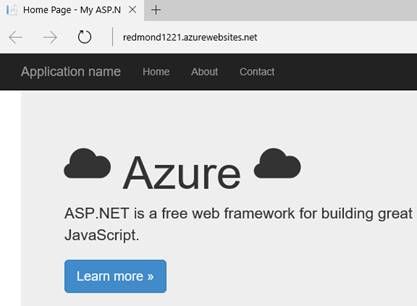 Home Page - My ASP.N
redmond1221.azurewebsites.net
Application name Home About Contact
Azure
ASP.NET is a free web framework for building great
JavaScript.
Learn more »